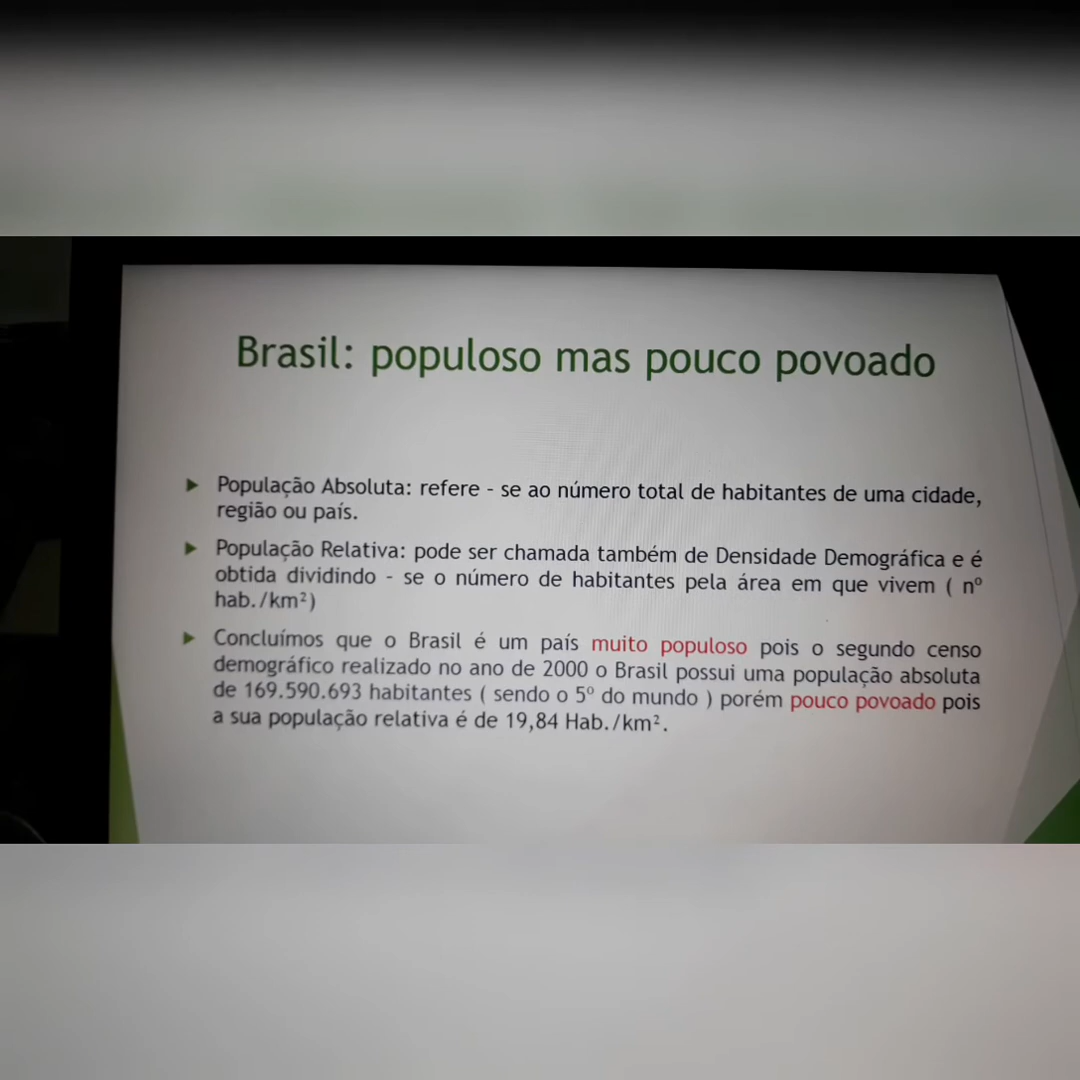 Brasil: populoso mas pouco povoado
População Absoluta: refere - se ao número total de habitantes de uma cidade,
região ou país.
População Relativa: pode ser chamada também de Densidade Demográfica e é
obtida dividindo - se o número de habitantes pela área em que vivem ( nº
hab./km²)
Concluímos que o Brasil é um país muito populoso pois o segundo censo
demográfico realizado no ano de 2000 o Brasil possui uma população absoluta
de 169.590.693 habitantes ( sendo o 5º do mundo ) porém pouco povoado pois
a sua população relativa é de 19,84 Hab./km².